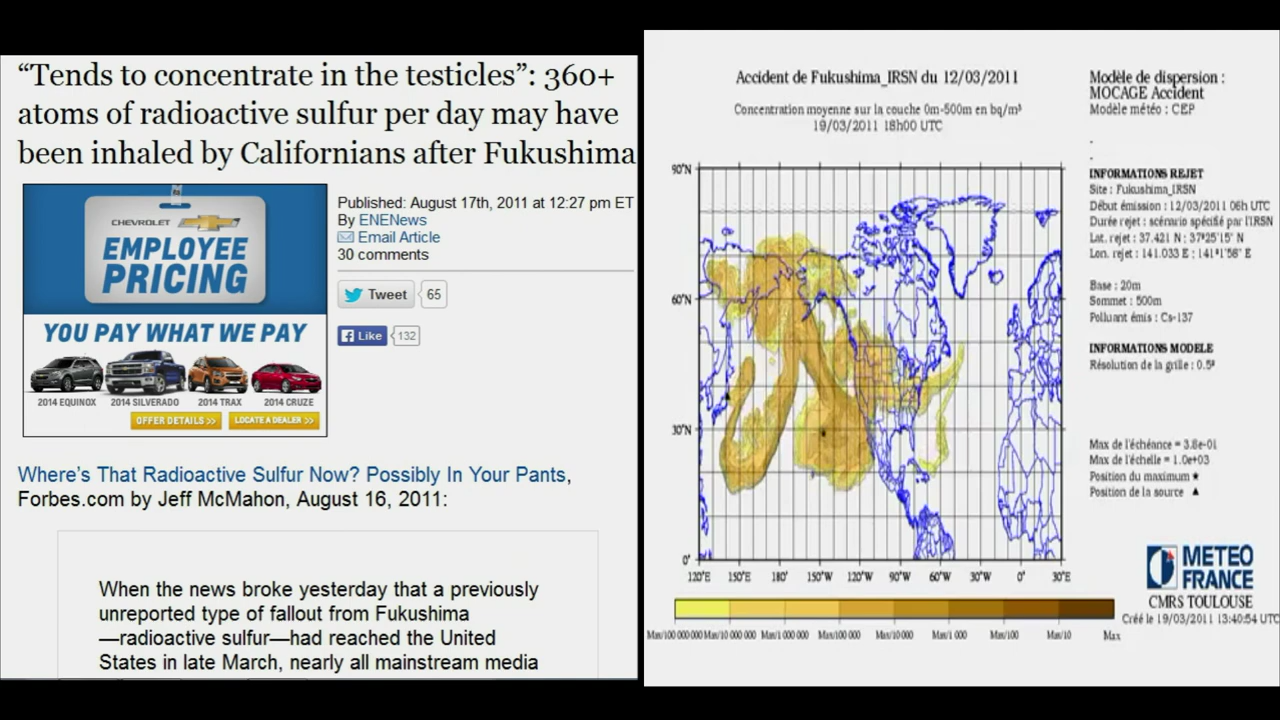 “Tends to concentrate in the testicles”: 360+
atoms of radioactive sulfur per day may have
been inhaled by Californians after Fukushima
CHEVROLET
EMPLOYEE
PRICING
YOU PAY WHAT WE PAY
2014 EQUINOX 2014 SILVERADO 2014 TRAX 2014 CRUZE
OFFER DETAILS >> LOCATE A DEALER >>
Published: August 17th, 2011 at 12:27 pm ET
By ENENews
Email Article
30 comments
Tweet 65
Like 132
Where's That Radioactive Sulfur Now? Possibly In Your Pants,
Forbes.com by Jeff McMahon, August 16, 2011:
When the news broke yesterday that a previously
unreported type of fallout from Fukushima
—radioactive sulfur—had reached the United
States in late March, nearly all mainstream media
Accident de Fukushima_IRSN du 12/03/2011
Concentration moyenne sur la couche 0m-500m en bq/m³
19/03/2011 18h00 UTC
90°N
60°N
30°N
0°
120°E 150°E 180° 150°W 120°W 90°W 60°W 30°W 0° 30°E
Max/100 000 000 Max/10 000 000 Max/1 000 000 Max/100 000 Max/10 000 Max/1 000 Max/100 Max/10 Max
Modèle de dispersion :
MOCAGE Accident
Modèle météo : CEP
.
.
INFORMATIONS REJET
Site : Fukushima_IRSN
Début émission : 12/03/2011 06h UTC
Durée rejet : scénario spécifié par l'IRSN
Lat. rejet : 37.421 N ; 37°25'15" N
Lon. rejet : 141.033 E ; 141°1'58" E
Base : 20m
Sommet : 500m
Polluant émis : Cs-137
INFORMATIONS MODELE
Résolution de la grille : 0.5°
Max de l'échéance = 3.8e-01
Max de l'échelle = 1.0e+03
Position du maximum ★
Position de la source ▲
METEO
FRANCE
CMRS TOULOUSE
Créé le 19/03/2011 13:40:54 UTC